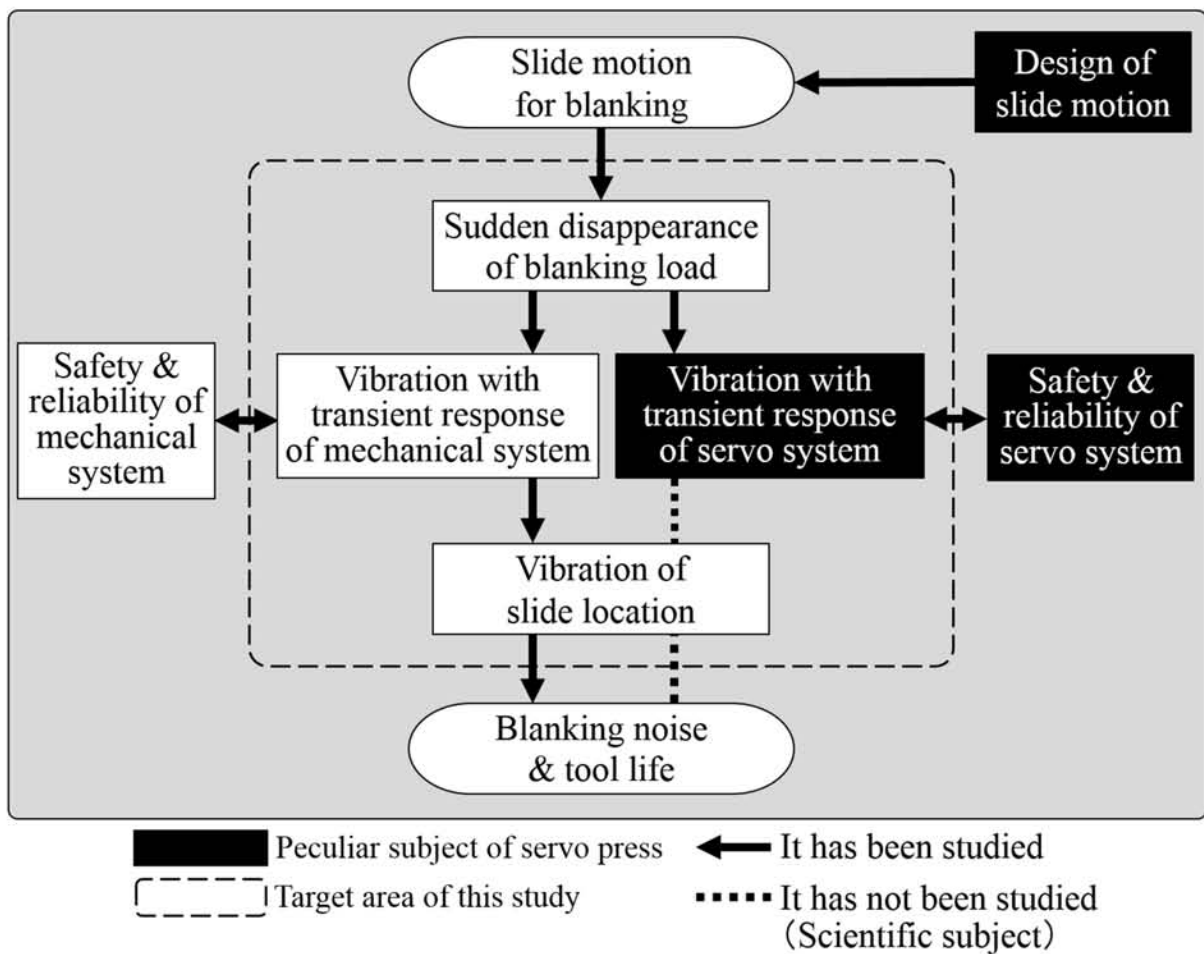 Slide motion
for blanking
Design of
slide motion
Sudden disappearance
of blanking load
Safety &
reliability of
mechanical
system
Vibration with
transient response
of mechanical system
Vibration with
transient response
of servo system
Safety &
reliability of
servo system
Vibration of
slide location
Blanking noise
& tool life
Peculiar subject of servo press
It has been studied
Target area of this study
It has not been studied
（Scientific subject）